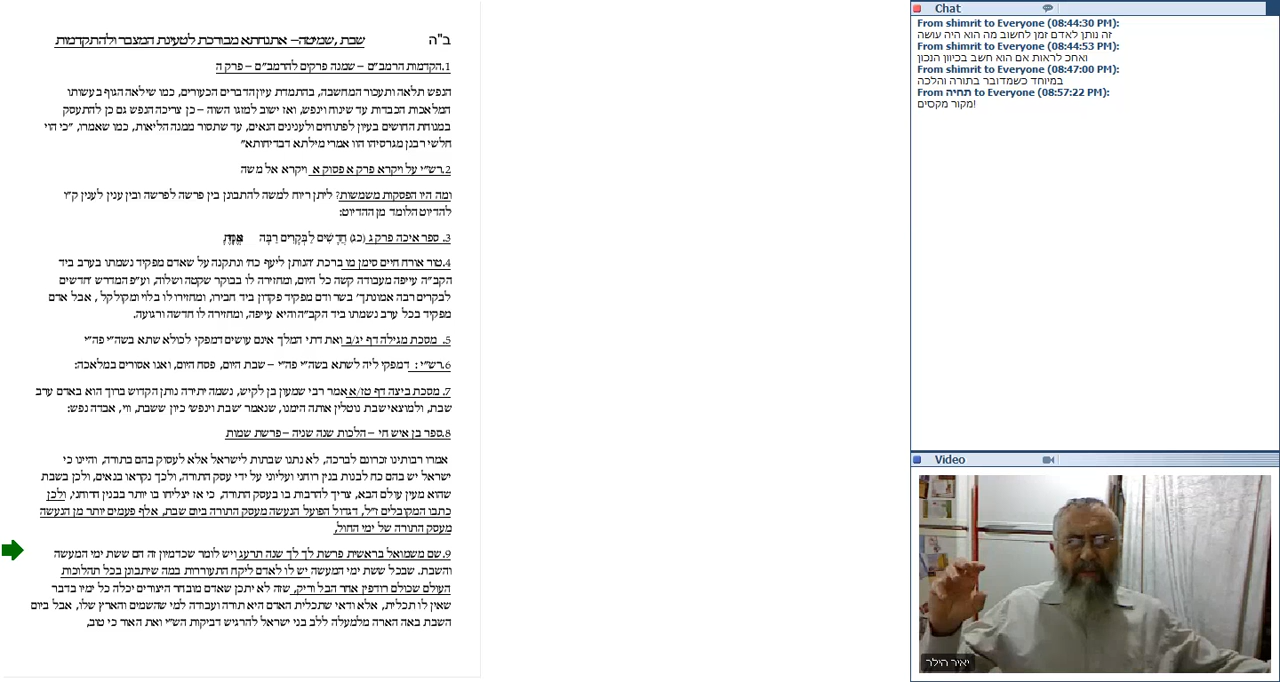 ב"ה
שבת ,שמיטה– אתנחתא מבורכת לטעינת המצבר ולהתקדמות
1.הקדמות הרמב"ם – שמנה פרקים להרמב"ם – פרק ה
הנפש תלאה ותעכור המחשבה, בהתמדת עיון הדברים הכעורים, כמו שילאה הגוף בעשותו
המלאכות הכבדות עד שינוח וינפש, ואז ישוב למזגו השוה – כן צריכה הנפש גם כן להתעסק
במנוחת החושים בעיון לפתוחים ולענינים הנאים, עד שתסור ממנה הליאות, כמו שאמרו, "כי הוי
חלשי רבנן מגרסיהו הוו אמרי מילתא דבדיחותא"
2.רש"י על ויקרא פרק א פסוק א ויקרא אל משה
ומה היו הפסקות משמשות? ליתן ריוח למשה להתבונן בין פרשה לפרשה ובין ענין לענין ק"ו
להדיוט הלומד מן ההדיוט:
3. ספר איכה פרק ג (כג) חֲדָשִׁים לַבְּקָרִים רַבָּה
4.טור אורח חיים סימן מו ברכת 'הנותן ליעף כח' ונתקנה על שאדם מפקיד נשמתו בערב ביד
הקב"ה עייפה מעבודה קשה כל היום, ומחזירה לו בבוקר שקטה ושלוה, וע"פ המדרש 'חדשים
לבקרים רבה אמונתך' בשר ודם מפקיד פקדון ביד חבירו, ומחזירו לו בלוי ומקולקל , אבל אדם
מפקיד בכל ערב נשמתו ביד הקב"ה והיא עייפה, ומחזירה לו חדשה ורגועה.
5. מסכת מגילה דף יג/ב ואת דתי המלך אינם עושים דמפקי לכולא שתא בשה"י פה"י
6.רש"י : דמפקי ליה לשתא בשה"י פה"י – שבת היום, פסח היום, ואנו אסורים במלאכה:
7. מסכת ביצה דף טז/א אמר רבי שמעון בן לקיש, נשמה יתירה נותן הקדוש ברוך הוא באדם ערב
שבת, ולמוצאי שבת נוטלין אותה הימנו, שנאמר 'שבת וינפש' כיון ששבת, ווי, אבדה נפש:
8.ספר בן איש חי – הלכות שנה שניה – פרשת שמות
אמרו רבותינו זכרונם לברכה, לא נתנו שבתות לישראל אלא לעסוק בהם בתורה, והיינו כי
ישראל יש בהם כח לבנות בנין רוחני ועליוני על ידי עסק התורה, ולכך נקראו בנאים, ולכן בשבת
שהוא מעין עולם הבא, צריך להרבות בו בעסק התורה, כי אז יצליחו בו יותר בבנין הרוחני, ולכן
כתבו המקובלים ז"ל, דגדול הפועל הנעשה מעסק התורה ביום שבת, אלף פעמים יותר מן הנעשה
מעסק התורה של ימי החול,
9.שם משמואל בראשית פרשת לך לך שנה תרעג ויש לומר שכדמיון זה הם ששת ימי המעשה
והשבת. שבכל ששת ימי המעשה יש לו לאדם ליקח התעוררות במה שיתבונן בכל תהלוכות
העולם שכולם רודפין אחר הבל וריק, שזה לא יתכן שאדם מובחר היצורים יכלה כל ימיו בדבר
שאין לו תכלית, אלא ודאי שתכלית האדם היא תורה ועבודה למי שהשמים והארץ שלו, אבל ביום
השבת באה הארה מלמעלה ללב בני ישראל להרגיש דביקות הש"י ואת האור כי טוב,
Chat
From shimrit to Everyone (08:44:30 PM):
זה נותן לאדם זמן לחשוב מה הוא היה עושה
From shimrit to Everyone (08:44:53 PM):
ואחכ לראות אם הוא חשב בכיוון הנכון
From shimrit to Everyone (08:47:00 PM):
במיוחד כשמדובר בתורה והלכה
From תחיה to Everyone (08:57:22 PM):
מקור מקסים!
Video
יאיר הילר